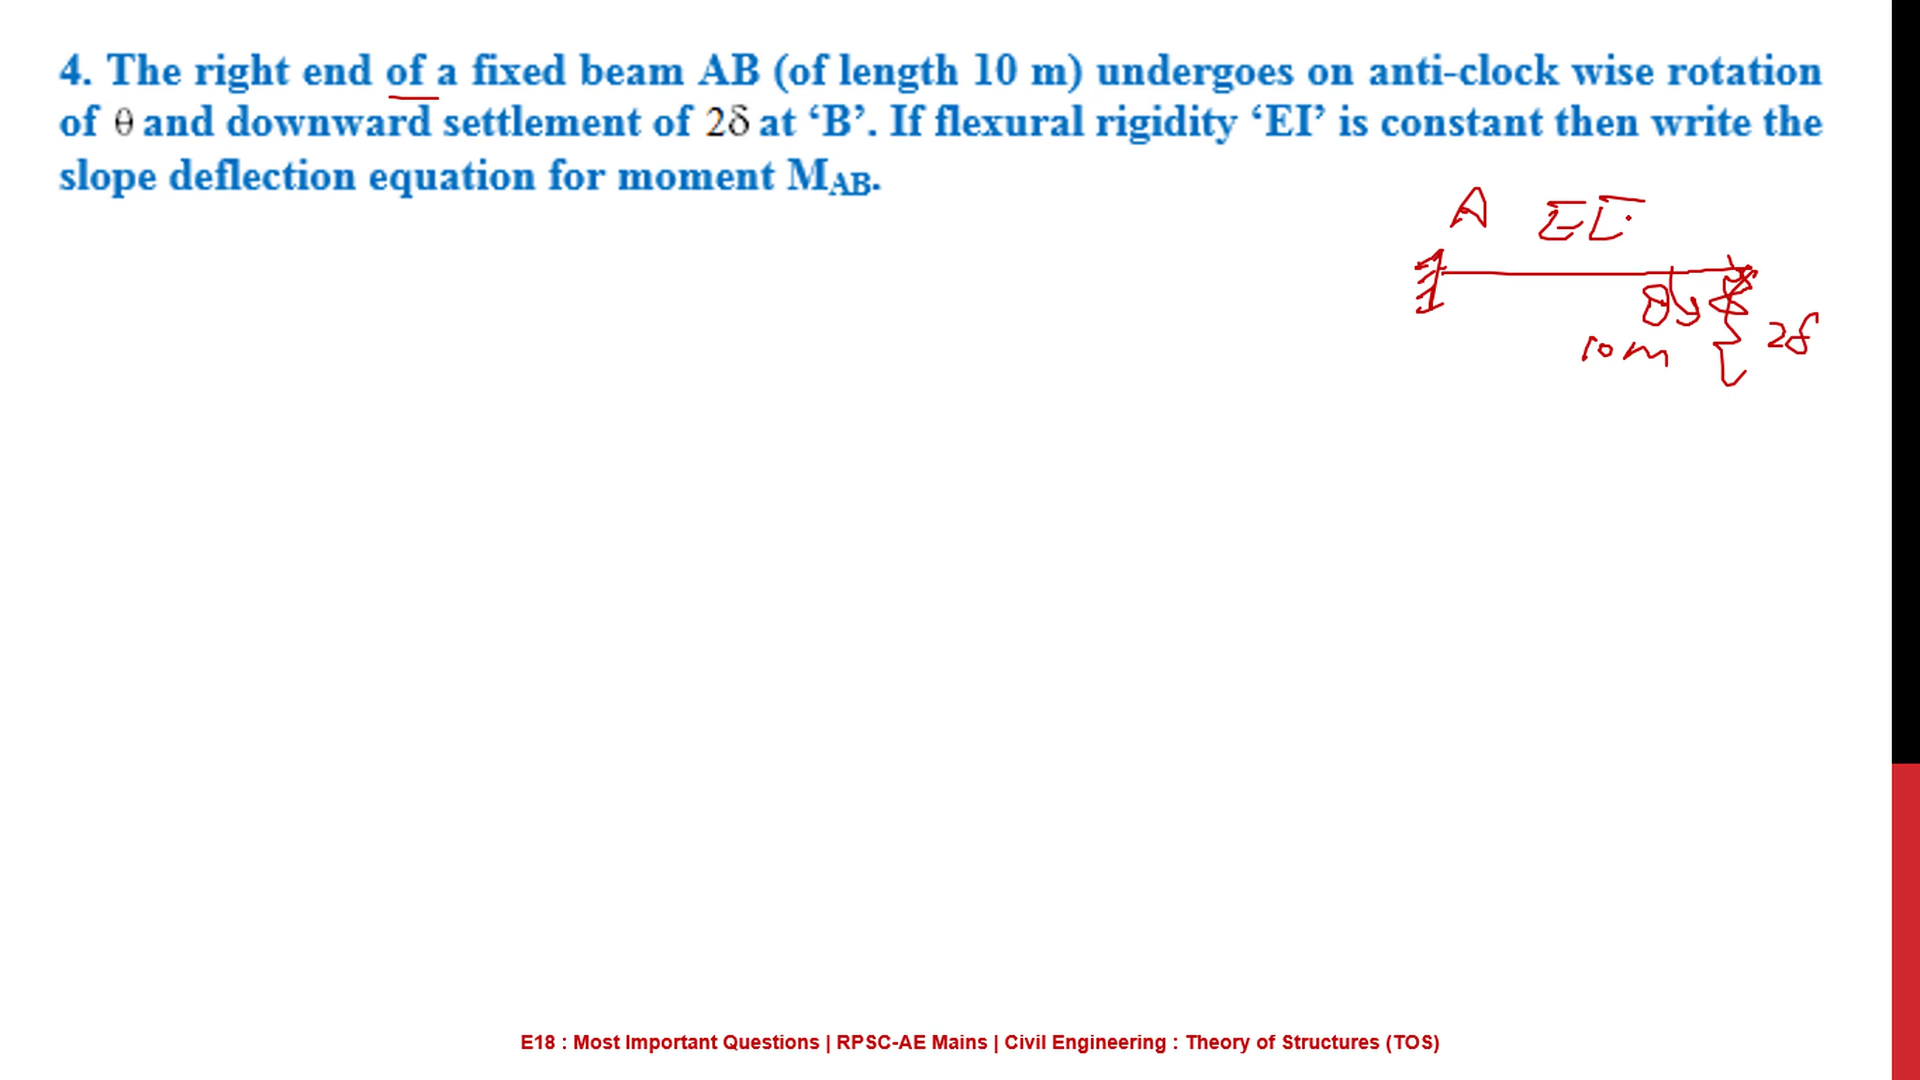 4. The right end of a fixed beam AB (of length 10 m) undergoes on anti-clock wise rotation
of θ and downward settlement of 2δ at ‘B’. If flexural rigidity ‘EI’ is constant then write the
slope deflection equation for moment MAB.
A EI
θ
10 m
2δ
E18 : Most Important Questions | RPSC-AE Mains | Civil Engineering : Theory of Structures (TOS)